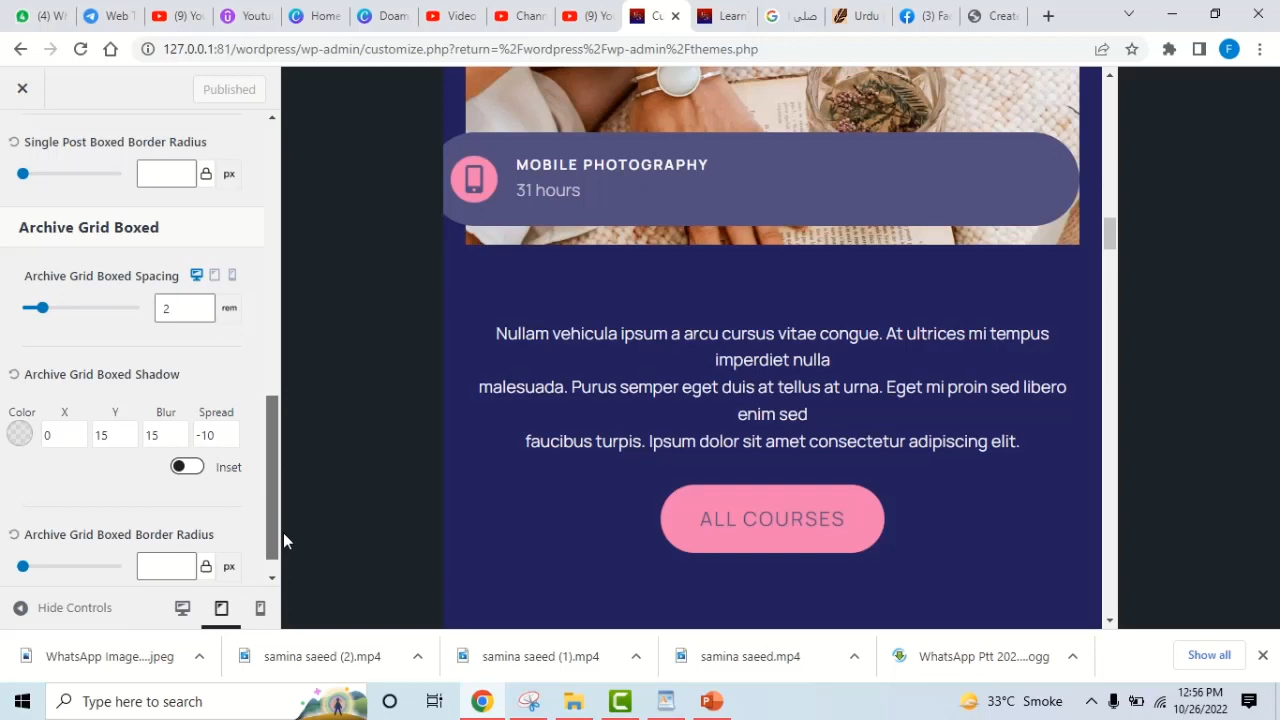 4) W
Web T
(9) Yo
Youtu
Home
Doam
Video
Chann
(9) Yo
Cu
Learn
صلى ا
Urdu
(3) Fac
Create
127.0.0.1:81/wordpress/wp-admin/customize.php?return=%2Fwordpress%2Fwp-admin%2Fthemes.php
F
Published
Single Post Boxed Border Radius
px
Archive Grid Boxed
Archive Grid Boxed Spacing
2
rem
Archive Grid Boxed Shadow
Color X Y Blur Spread
0 15 15 -10
Inset
Archive Grid Boxed Border Radius
px
Hide Controls
MOBILE PHOTOGRAPHY
31 hours
Nullam vehicula ipsum a arcu cursus vitae congue. At ultrices mi tempus
imperdiet nulla
malesuada. Purus semper eget duis at tellus at urna. Eget mi proin sed libero
enim sed
faucibus turpis. Ipsum dolor sit amet consectetur adipiscing elit.
ALL COURSES
WhatsApp Image....jpeg
samina saeed (2).mp4
samina saeed (1).mp4
samina saeed.mp4
WhatsApp Ptt 202....ogg
Show all
Type here to search
33°C Smoke
12:56 PM
10/26/2022